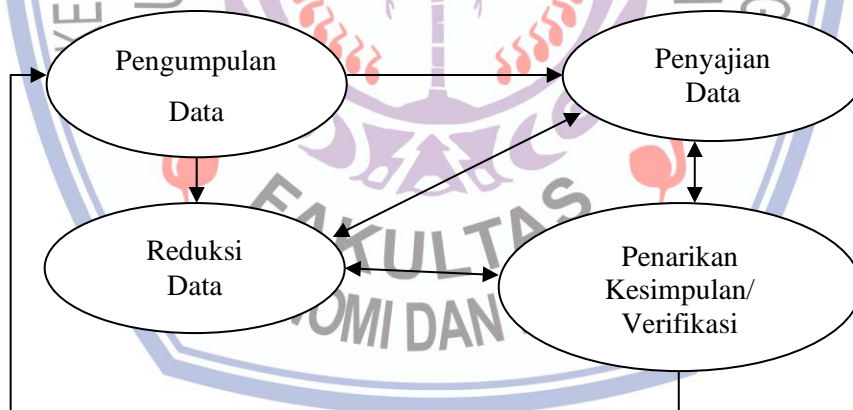 Pengumpulan
Data
Penyajian
Data
FAKULTAS
Reduksi
Data
Penarikan
Kesimpulan/
Verifikasi
OMI DAN